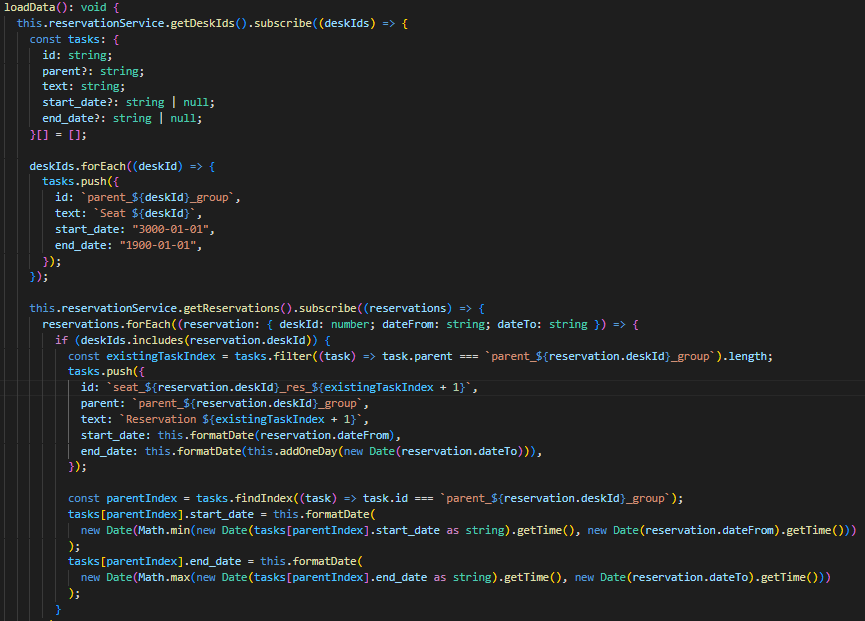 loadData(): void {
this.reservationService.getDeskIds().subscribe((deskIds) => {
const tasks: {
id: string;
parent?: string;
text: string;
start_date?: string | null;
end_date?: string | null;
}[] = [];
deskIds.forEach((deskId) => {
tasks.push({
id: `parent_${deskId}_group`,
text: `Seat ${deskId}`,
start_date: "3000-01-01",
end_date: "1900-01-01",
});
});
this.reservationService.getReservations().subscribe((reservations) => {
reservations.forEach((reservation: { deskId: number; dateFrom: string; dateTo: string }) => {
if (deskIds.includes(reservation.deskId)) {
const existingTaskIndex = tasks.filter((task) => task.parent === `parent_${reservation.deskId}_group`).length;
tasks.push({
id: `seat_${reservation.deskId}_res_${existingTaskIndex + 1}`,
parent: `parent_${reservation.deskId}_group`,
text: `Reservation ${existingTaskIndex + 1}`,
start_date: this.formatDate(reservation.dateFrom),
end_date: this.formatDate(this.addOneDay(new Date(reservation.dateTo))),
});
const parentIndex = tasks.findIndex((task) => task.id === `parent_${reservation.deskId}_group`);
tasks[parentIndex].start_date = this.formatDate(
new Date(Math.min(new Date(tasks[parentIndex].start_date as string).getTime(), new Date(reservation.dateFrom).getTime()))
);
tasks[parentIndex].end_date = this.formatDate(
new Date(Math.max(new Date(tasks[parentIndex].end_date as string).getTime(), new Date(reservation.dateTo).getTime()))
);
}